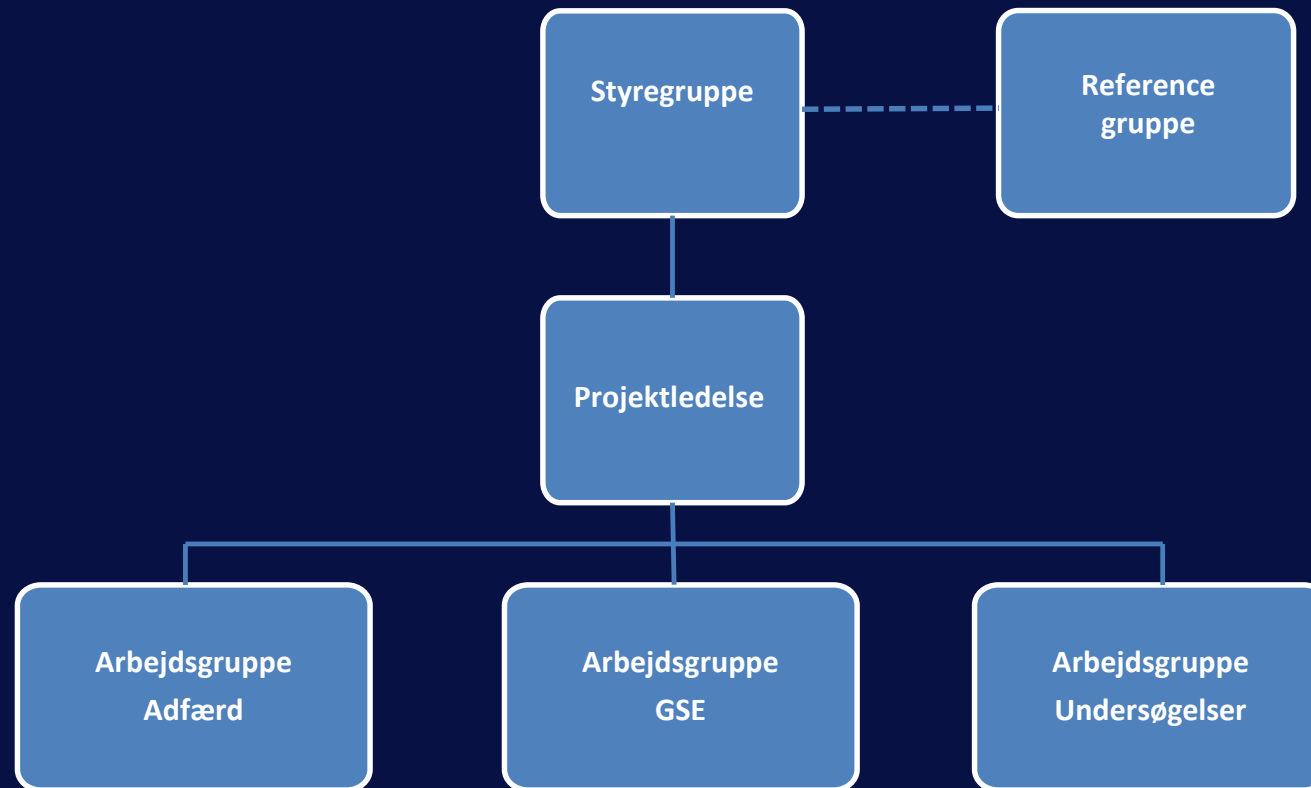 Styregruppe
Reference
gruppe
Projektledelse
Arbejdsgruppe
Adfærd
Arbejdsgruppe
GSE
Arbejdsgruppe
Undersøgelser